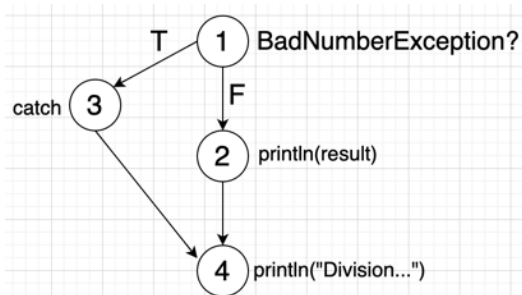 T
1
BadNumberException?
catch
3
F
2
println(result)
4
println("Division...")